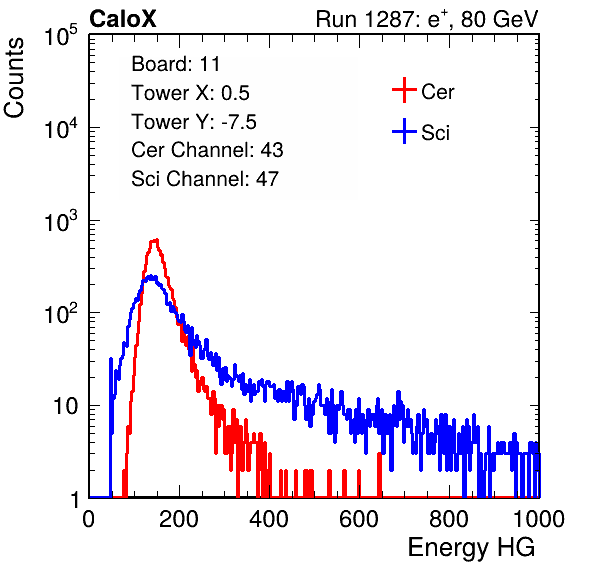 CaloX Run 1287: e+, 80 GeV
Counts
Board: 11
Tower X: 0.5
Tower Y: -7.5
Cer Channel: 43
Sci Channel: 47
Cer
Sci
10^5
10^4
10^3
10^2
10
1
0 200 400 600 800 1000
Energy HG